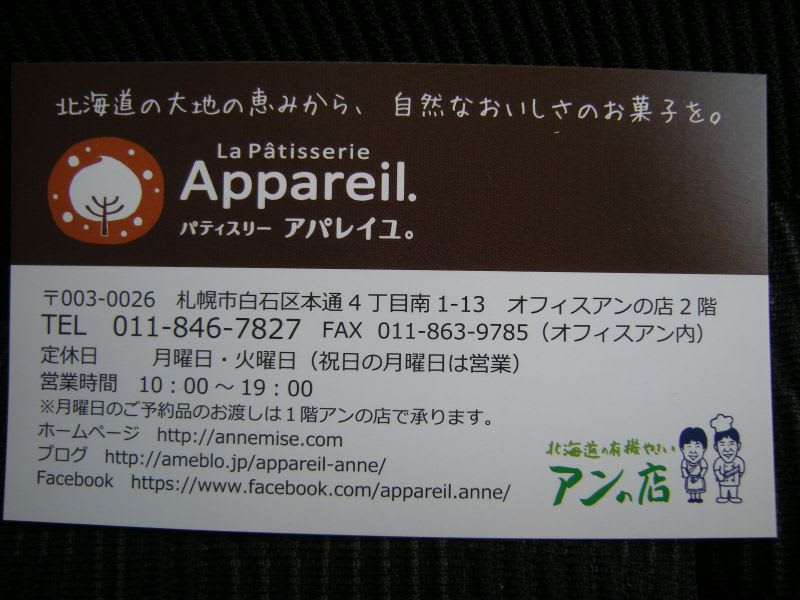 北海道の大地の恵みから、 自然なおいしさのお菓子を。
La Pâtisserie
Appareil.
パティスリー アパレイユ。
〒003-0026 札幌市白石区本通4丁目南1-13 オフィスアンの店2階
TEL 011-846-7827 FAX 011-863-9785（オフィスアン内）
定休日 月曜日・火曜日（祝日の月曜日は営業）
営業時間 10：00～19：00
※月曜日のご予約品のお渡しは1階アンの店で承ります。
ホームページ http://annemise.com
ブログ http://ameblo.jp/appareil-anne/
Facebook https://www.facebook.com/appareil.anne/
北海道の有機やさい
アンの店